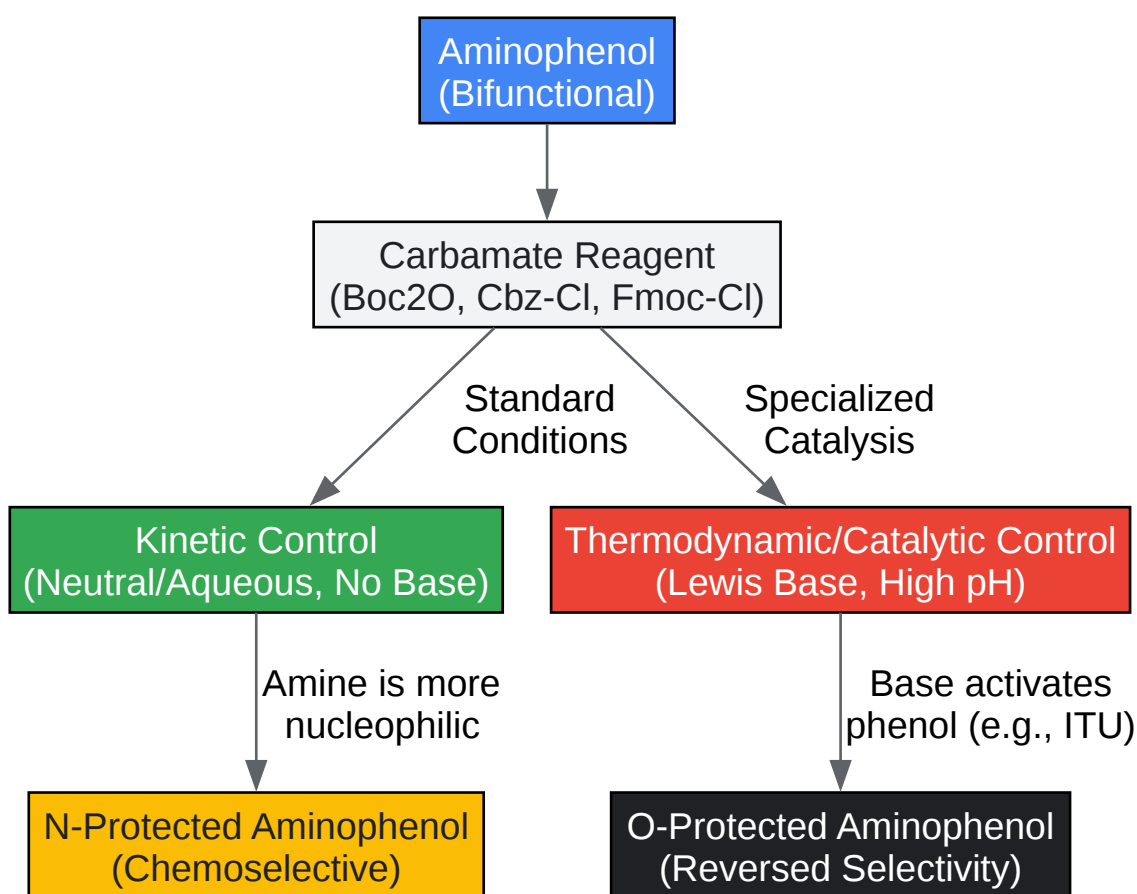 Aminophenol
(Bifunctional)
Carbamate Reagent
(Boc2O, Cbz-Cl, Fmoc-Cl)
Standard
Conditions
Specialized
Catalysis
Kinetic Control
(Neutral/Aqueous, No Base)
Thermodynamic/Catalytic Control
(Lewis Base, High pH)
Amine is more
nucleophilic
Base activates
phenol (e.g., ITU)
N-Protected Aminophenol
(Chemoselective)
O-Protected Aminophenol
(Reversed Selectivity)